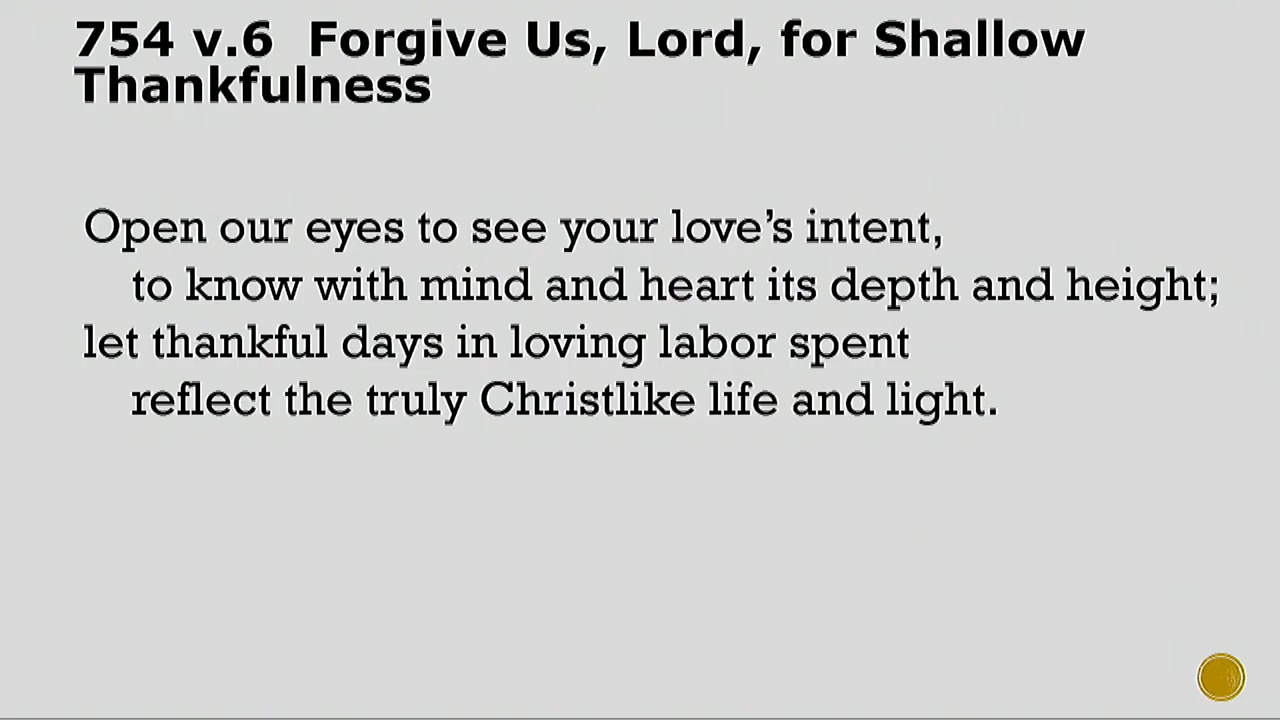 754 v.6  Forgive Us, Lord, for Shallow
Thankfulness
Open our eyes to see your love’s intent,
to know with mind and heart its depth and height;
let thankful days in loving labor spent
reflect the truly Christlike life and light.